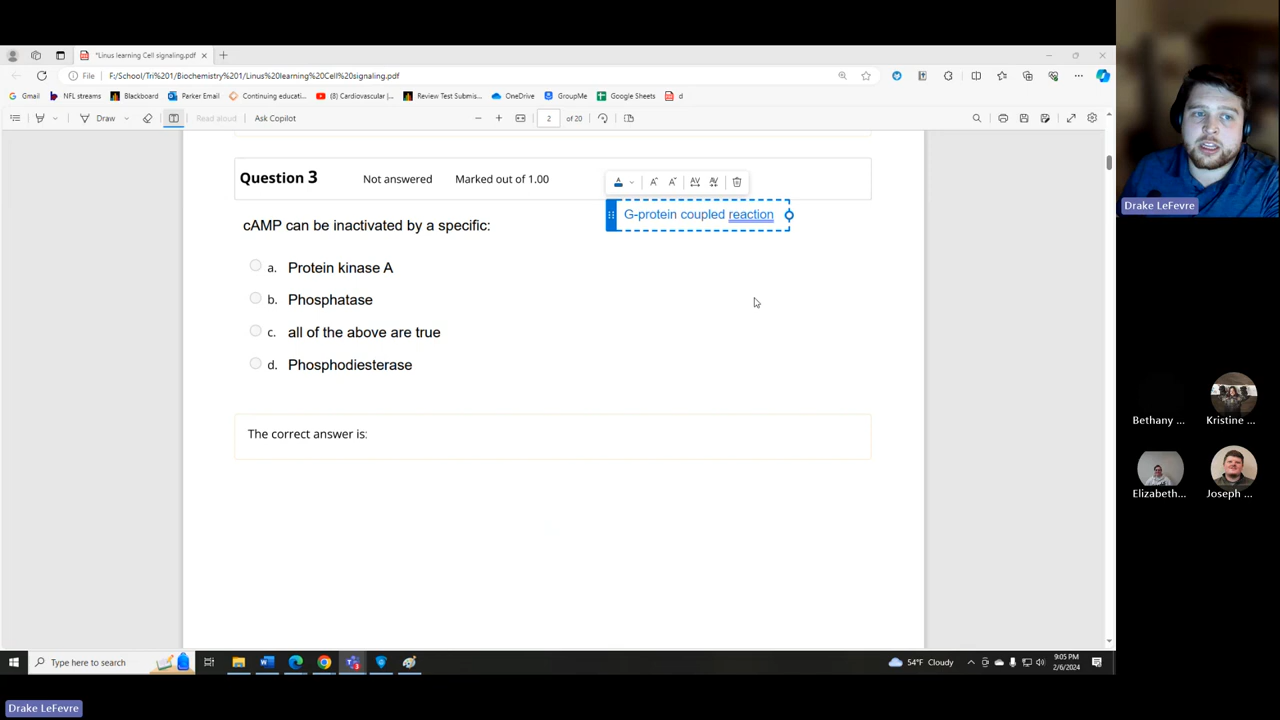 *Linus learning Cell signaling.pdf
File
F:/School/Tri%201/Biochemistry%201/Linus%20learning%20Cell%20signaling.pdf
Gmail
NFL streams
Blackboard
Parker Email
Continuing educati...
(8) Cardiovascular |...
Review Test Submis...
OneDrive
GroupMe
Google Sheets
d
Draw
Read aloud
Ask Copilot
2
of 20
Question 3
Not answered
Marked out of 1.00
G-protein coupled reaction
cAMP can be inactivated by a specific:
a. Protein kinase A
b. Phosphatase
c. all of the above are true
d. Phosphodiesterase
The correct answer is:
Drake LeFevre
Bethany ...
Kristine ...
Elizabeth...
Joseph ...
Type here to search
54°F Cloudy
9:05 PM
2/6/2024
Drake LeFevre